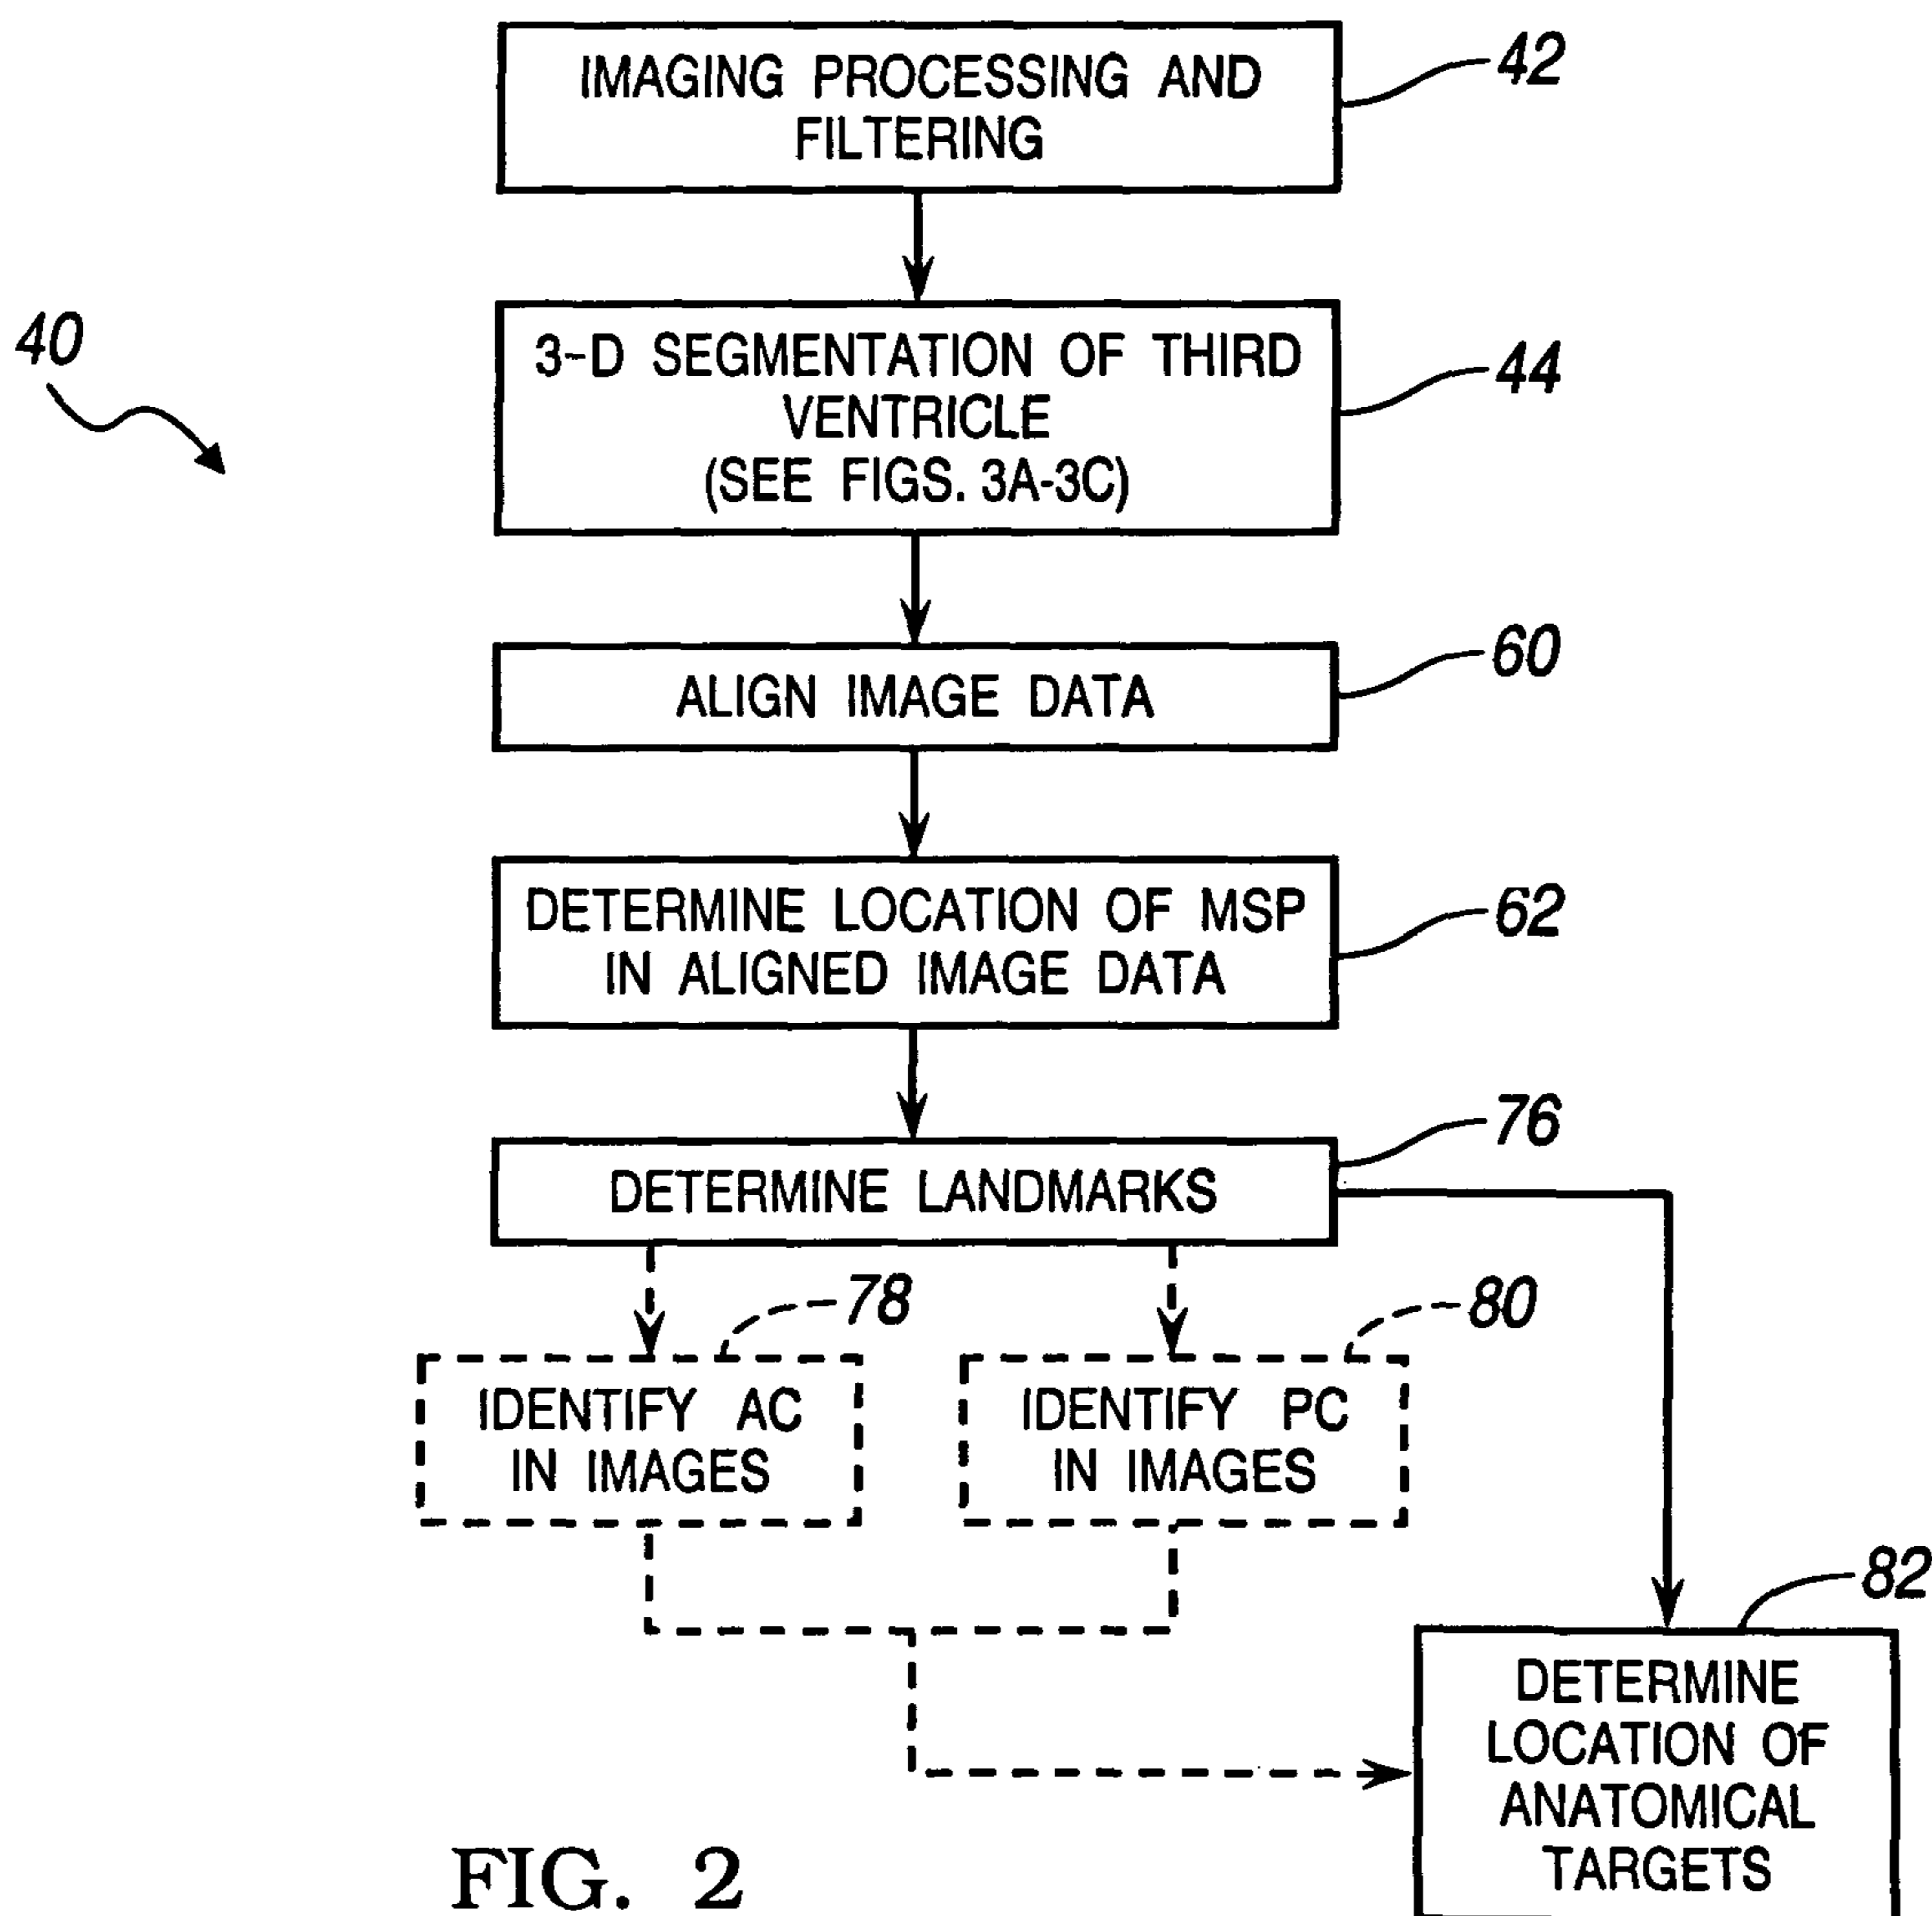 IMAGING PROCESSING AND
FILTERING
42
40
3-D SEGMENTATION OF THIRD
VENTRICLE
(SEE FIGS. 3A-3C)
44
ALIGN IMAGE DATA
60
DETERMINE LOCATION OF MSP
IN ALIGNED IMAGE DATA
62
DETERMINE LANDMARKS
76
78
IDENTIFY AC
IN IMAGES
80
IDENTIFY PC
IN IMAGES
82
DETERMINE
LOCATION OF
ANATOMICAL
TARGETS
FIG. 2